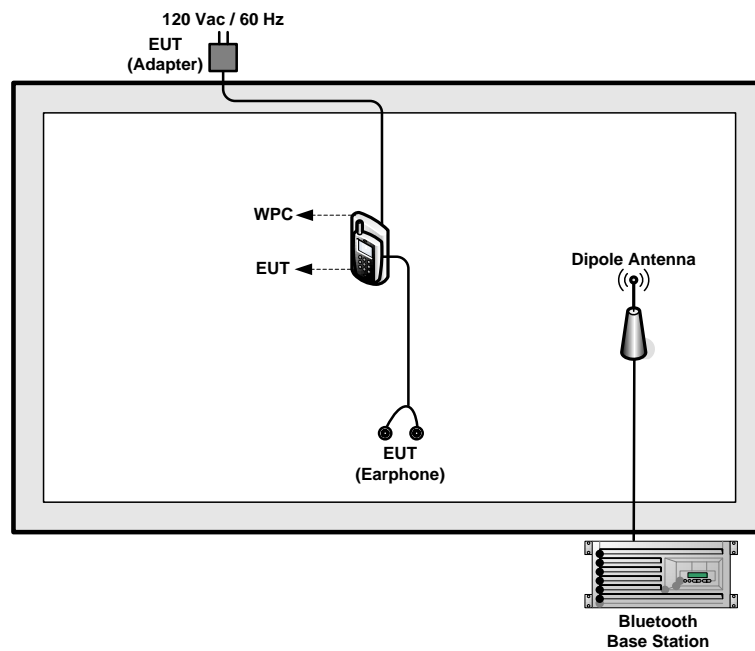 120 Vac / 60 Hz
EUT
(Adapter)
WPC
EUT
Dipole Antenna
EUT
(Earphone)
Bluetooth
Base Station